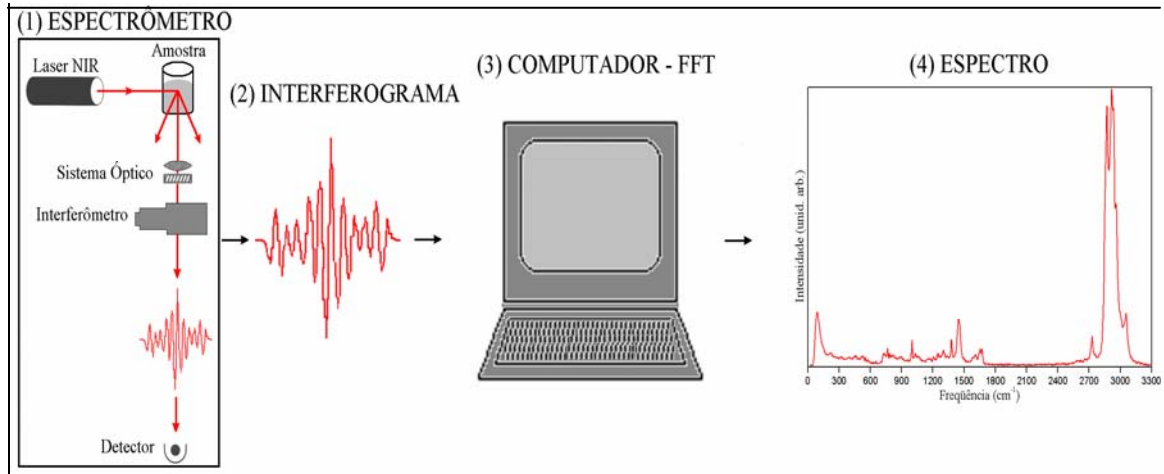 (1) ESPECTRÔMETRO
Laser NIR
Amostra
Sistema Óptico
Interferômetro
Detector
(2) INTERFEROGRAMA
(3) COMPUTADOR - FFT
(4) ESPECTRO
Intensidade (unid. arb.)
0 300 600 900 1200 1500 1800 2100 2400 2700 3000 3300
Freqüência (cm⁻¹)